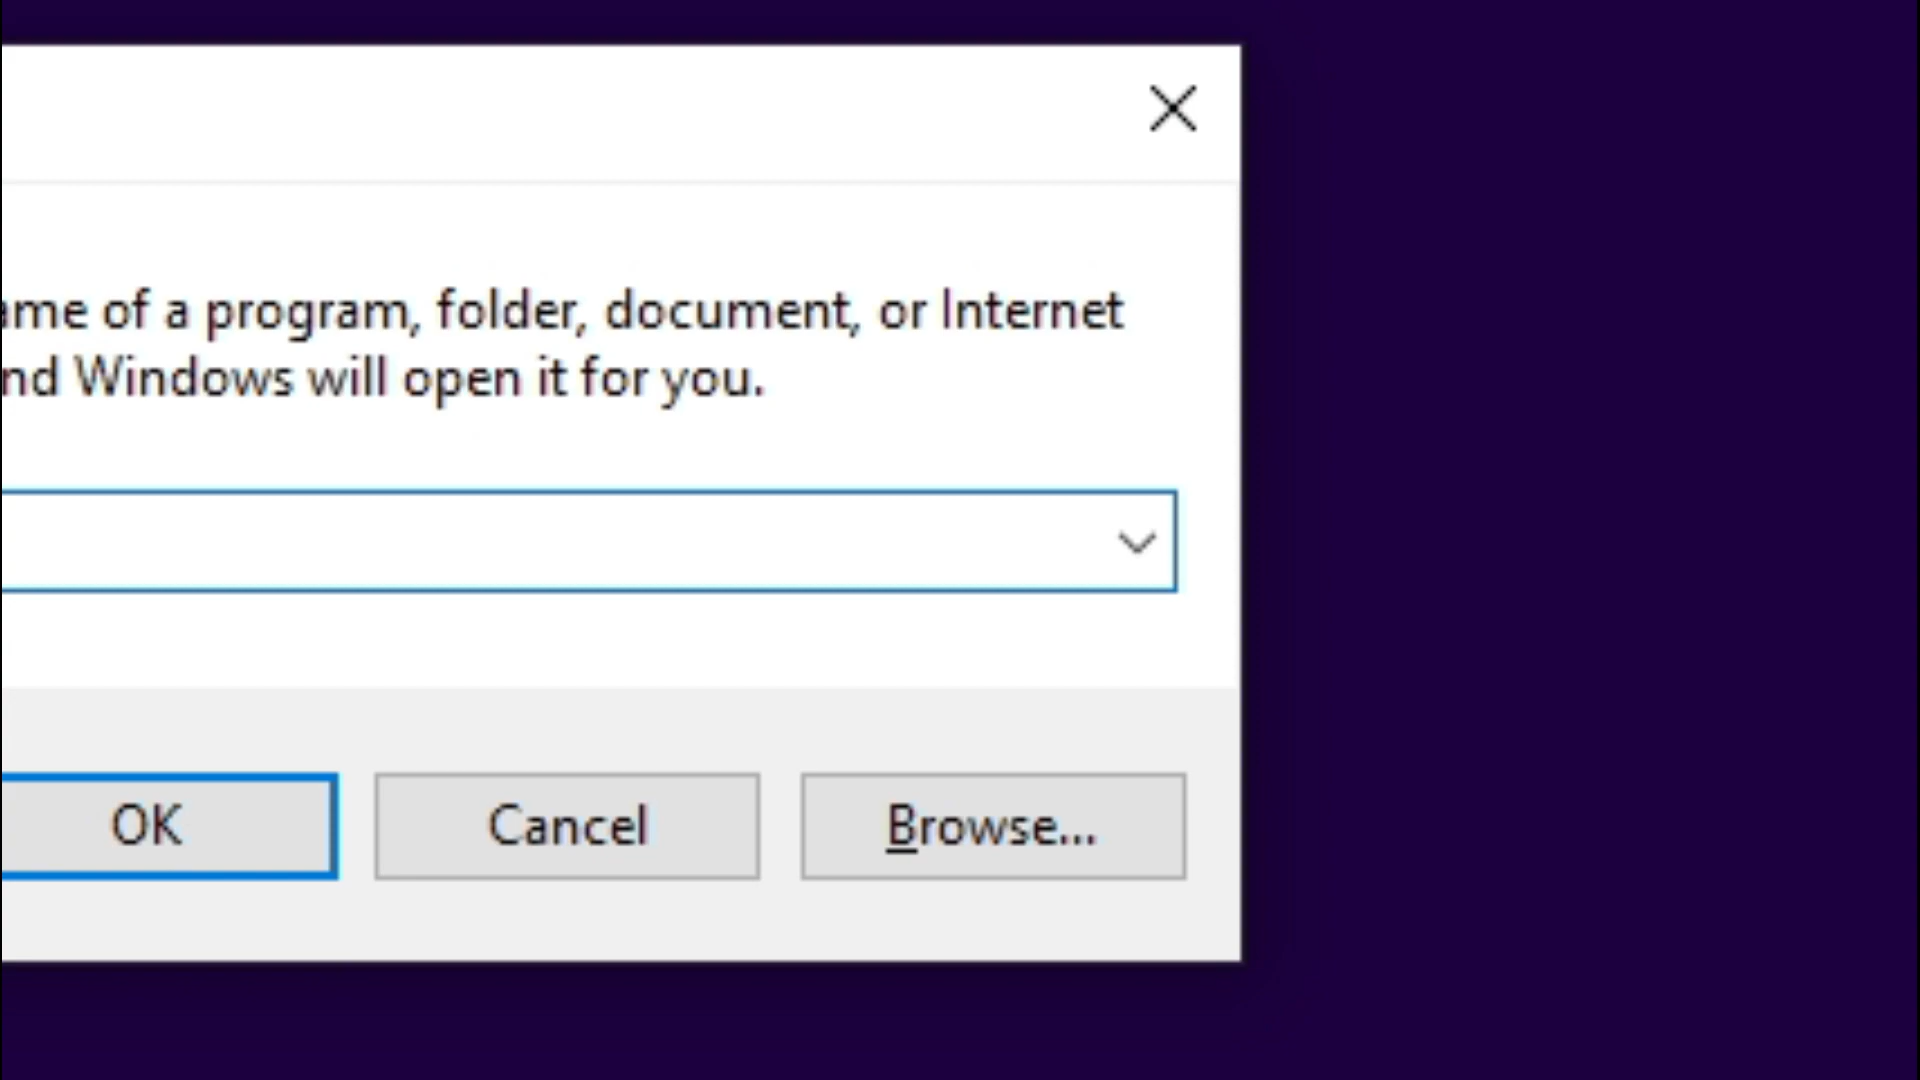 ame of a program, folder, document, or Internet
nd Windows will open it for you.
OK Cancel Browse...